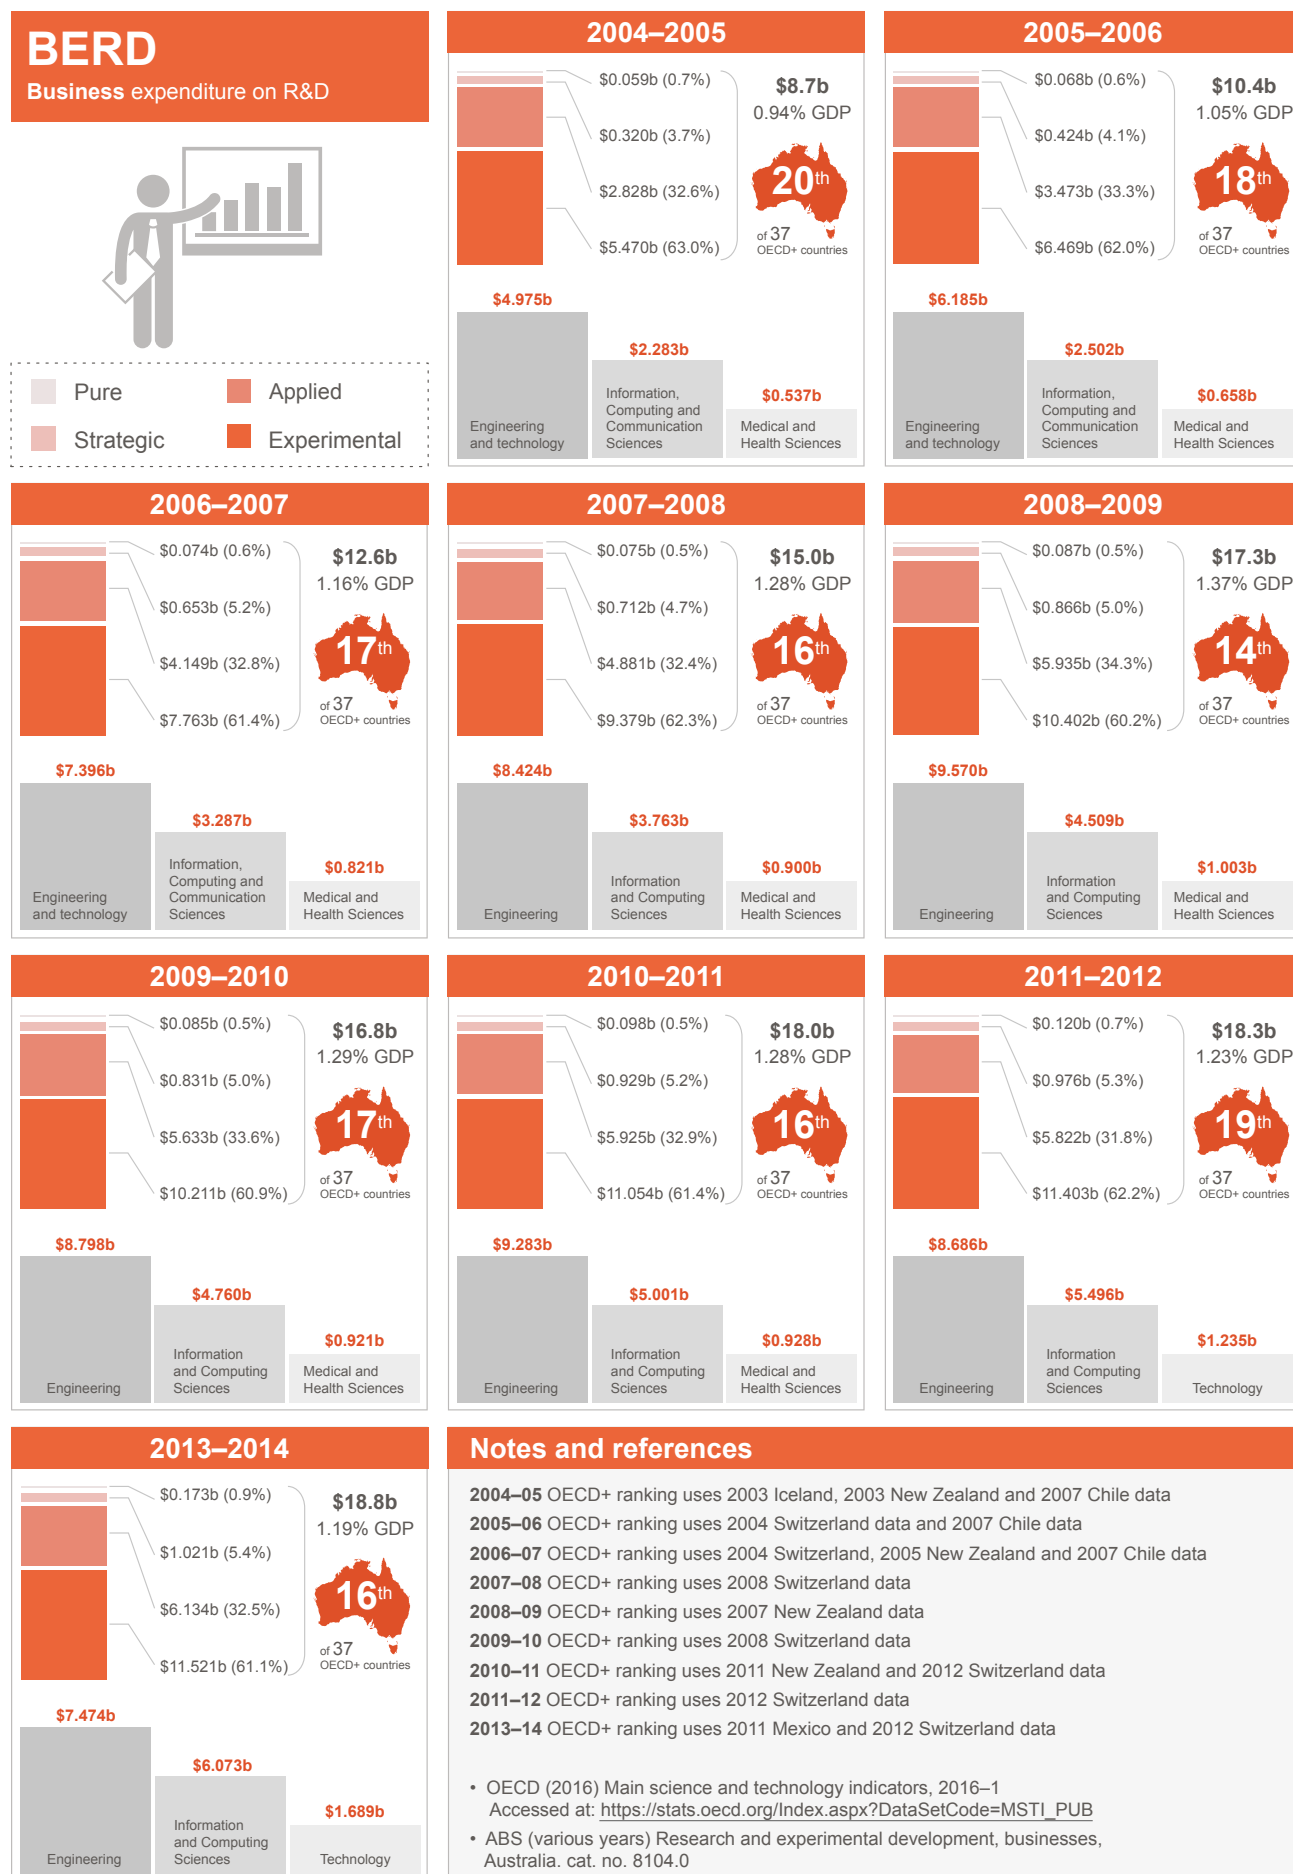 BERD
Business expenditure on R&D
Pure
Applied
Strategic
Experimental
2004–2005
$0.059b (0.7%)
$0.320b (3.7%)
$2.828b (32.6%)
$5.470b (63.0%)
$8.7b
0.94% GDP
20th
of 37
OECD+ countries
$4.975b
$2.283b
$0.537b
Engineering
and technology
Information,
Computing and
Communication
Sciences
Medical and
Health Sciences
2005–2006
$0.068b (0.6%)
$0.424b (4.1%)
$3.473b (33.3%)
$6.469b (62.0%)
$10.4b
1.05% GDP
18th
of 37
OECD+ countries
$6.185b
$2.502b
$0.658b
Engineering
and technology
Information,
Computing and
Communication
Sciences
Medical and
Health Sciences
2006–2007
$0.074b (0.6%)
$0.653b (5.2%)
$4.149b (32.8%)
$7.763b (61.4%)
$12.6b
1.16% GDP
17th
of 37
OECD+ countries
$7.396b
$3.287b
$0.821b
Engineering
and technology
Information,
Computing and
Communication
Sciences
Medical and
Health Sciences
2007–2008
$0.075b (0.5%)
$0.712b (4.7%)
$4.881b (32.4%)
$9.379b (62.3%)
$15.0b
1.28% GDP
16th
of 37
OECD+ countries
$8.424b
$3.763b
$0.900b
Engineering
Information
and Computing
Sciences
Medical and
Health Sciences
2008–2009
$0.087b (0.5%)
$0.866b (5.0%)
$5.935b (34.3%)
$10.402b (60.2%)
$17.3b
1.37% GDP
14th
of 37
OECD+ countries
$9.570b
$4.509b
$1.003b
Engineering
Information
and Computing
Sciences
Medical and
Health Sciences
2009–2010
$0.085b (0.5%)
$0.831b (5.0%)
$5.633b (33.6%)
$10.211b (60.9%)
$16.8b
1.29% GDP
17th
of 37
OECD+ countries
$8.798b
$4.760b
$0.921b
Engineering
Information
and Computing
Sciences
Medical and
Health Sciences
2010–2011
$0.098b (0.5%)
$0.929b (5.2%)
$5.925b (32.9%)
$11.054b (61.4%)
$18.0b
1.28% GDP
16th
of 37
OECD+ countries
$9.283b
$5.001b
$0.928b
Engineering
Information
and Computing
Sciences
Medical and
Health Sciences
2011–2012
$0.120b (0.7%)
$0.976b (5.3%)
$5.822b (31.8%)
$11.403b (62.2%)
$18.3b
1.23% GDP
19th
of 37
OECD+ countries
$8.686b
$5.496b
$1.235b
Engineering
Information
and Computing
Sciences
Technology
2013–2014
$0.173b (0.9%)
$1.021b (5.4%)
$6.134b (32.5%)
$11.521b (61.1%)
$18.8b
1.19% GDP
16th
of 37
OECD+ countries
$7.474b
$6.073b
$1.689b
Engineering
Information
and Computing
Sciences
Technology
Notes and references
2004–05 OECD+ ranking uses 2003 Iceland, 2003 New Zealand and 2007 Chile data
2005–06 OECD+ ranking uses 2004 Switzerland data and 2007 Chile data
2006–07 OECD+ ranking uses 2004 Switzerland, 2005 New Zealand and 2007 Chile data
2007–08 OECD+ ranking uses 2008 Switzerland data
2008–09 OECD+ ranking uses 2007 New Zealand data
2009–10 OECD+ ranking uses 2008 Switzerland data
2010–11 OECD+ ranking uses 2011 New Zealand and 2012 Switzerland data
2011–12 OECD+ ranking uses 2012 Switzerland data
2013–14 OECD+ ranking uses 2011 Mexico and 2012 Switzerland data
• OECD (2016) Main science and technology indicators, 2016–1
Accessed at: https://stats.oecd.org/Index.aspx?DataSetCode=MSTI_PUB
• ABS (various years) Research and experimental development, businesses,
Australia. cat. no. 8104.0